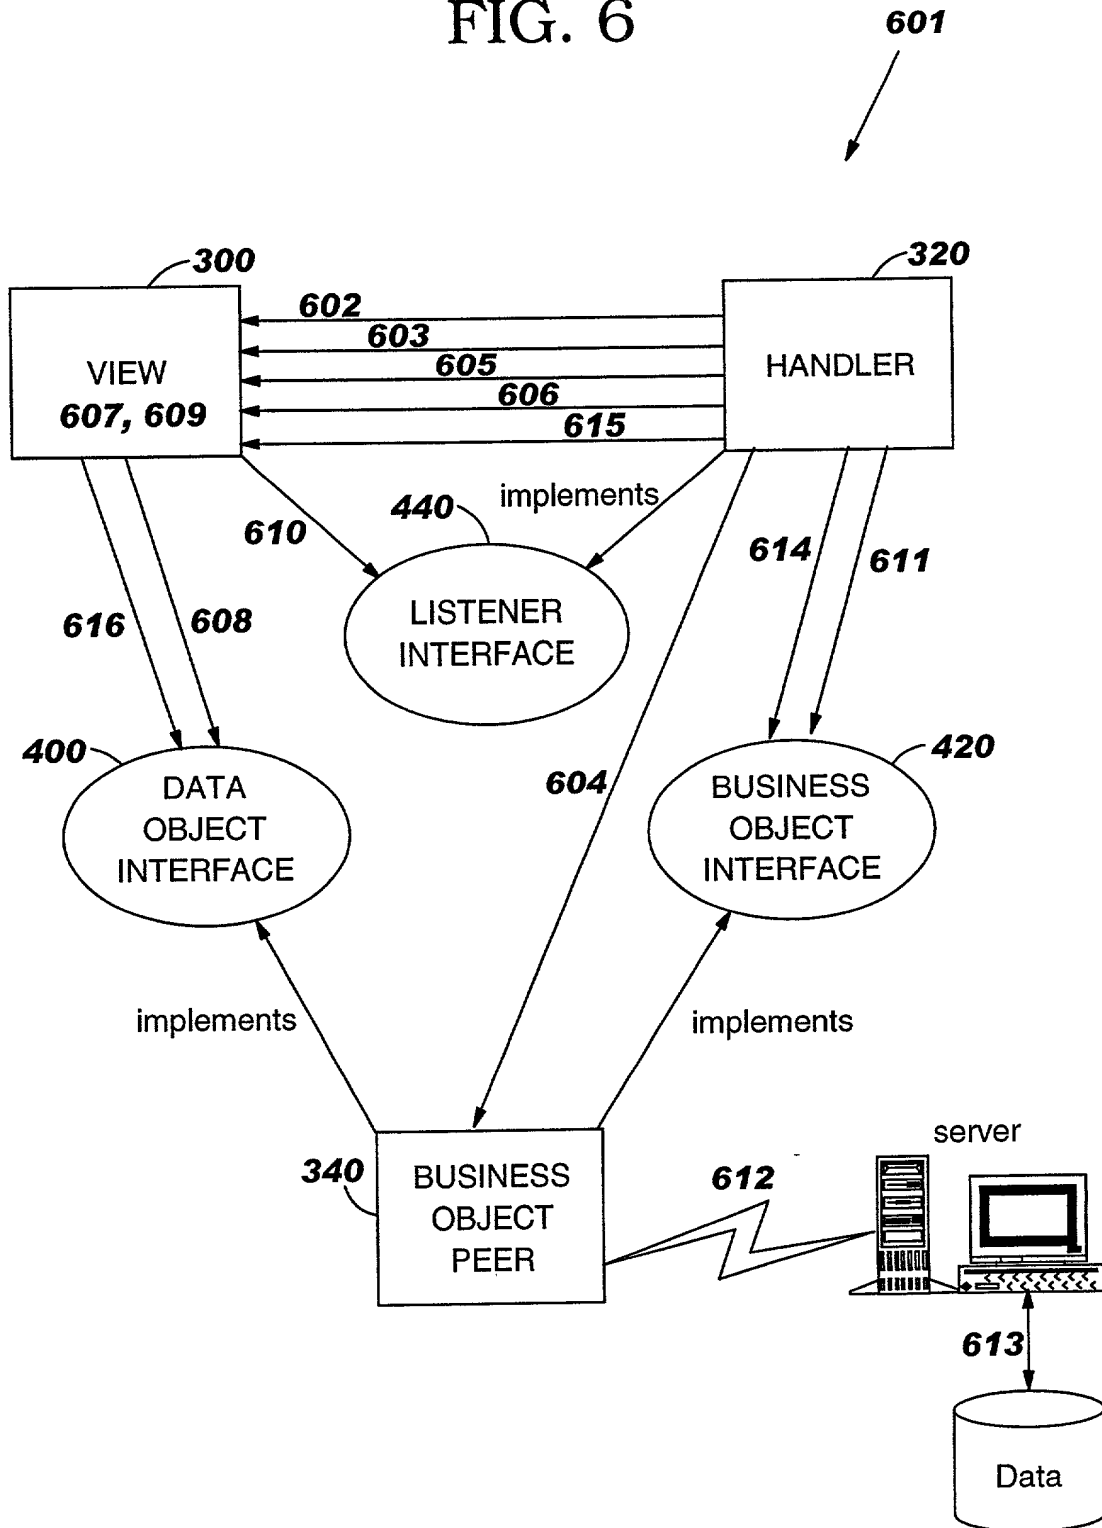 FIG. 6
601
300
320
602
603
605
606
615
VIEW
607, 609
HANDLER
implements
440
610
614
611
LISTENER
INTERFACE
616
608
400
420
604
DATA
OBJECT
INTERFACE
BUSINESS
OBJECT
INTERFACE
implements
implements
server
340
BUSINESS
OBJECT
PEER
612
613
Data